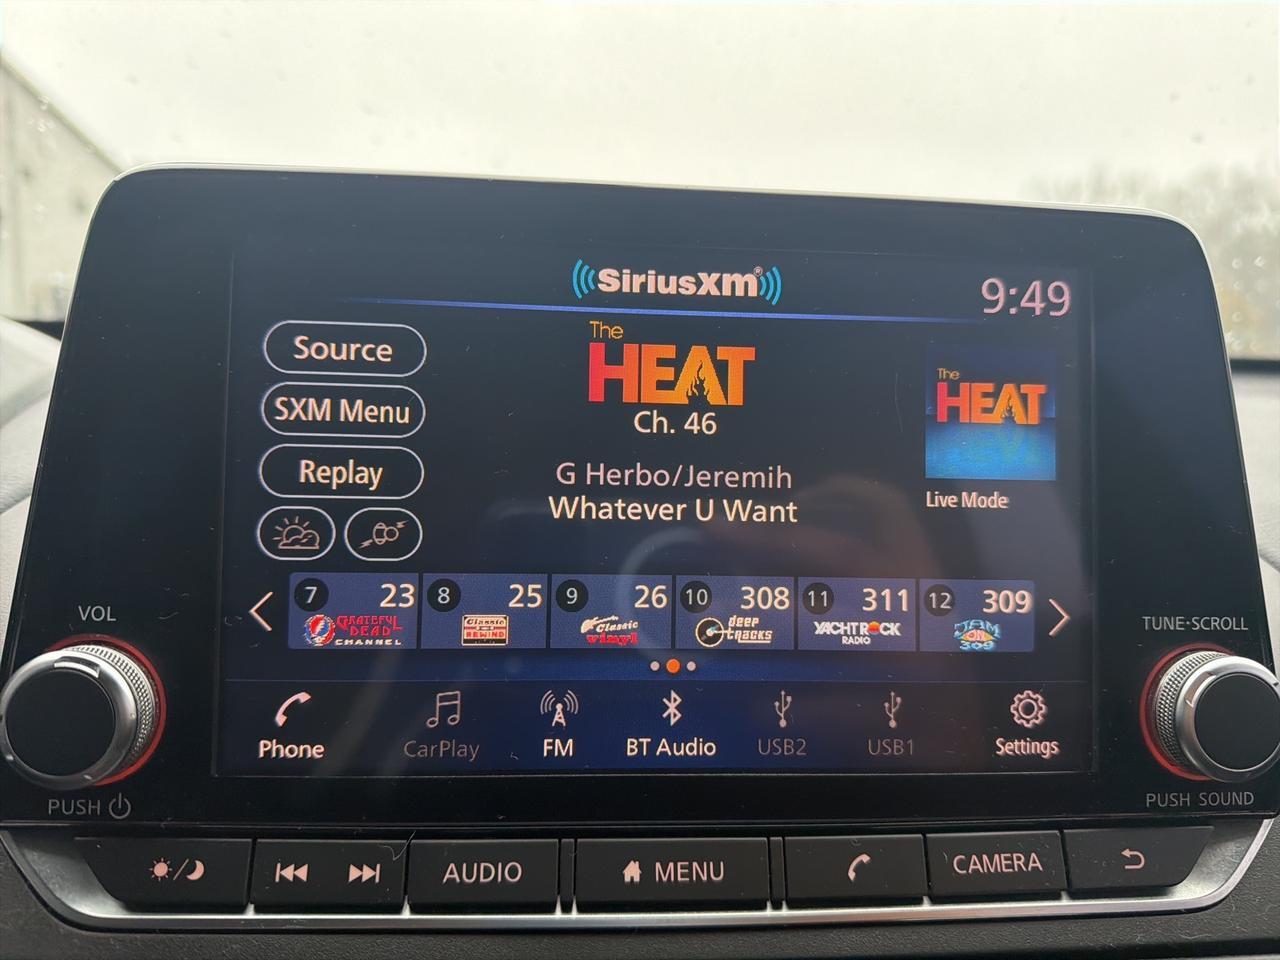 SiriusXM®
9:49
Source
SXM Menu
Replay
The
HEAT
Ch. 46
G Herbo/Jeremih
Whatever U Want
The
HEAT
Live Mode
7 23
GRATEFUL
DEAD
CHANNEL
8 25
Classic
REWIND
9 26
Classic
vinyl
10 308
deep
tracks
11 311
YACHT ROCK
RADIO
12 309
JAM
ON
309
Phone
CarPlay
FM
BT Audio
USB2
USB1
Settings
VOL
PUSH
TUNE·SCROLL
PUSH SOUND
AUDIO
MENU
CAMERA